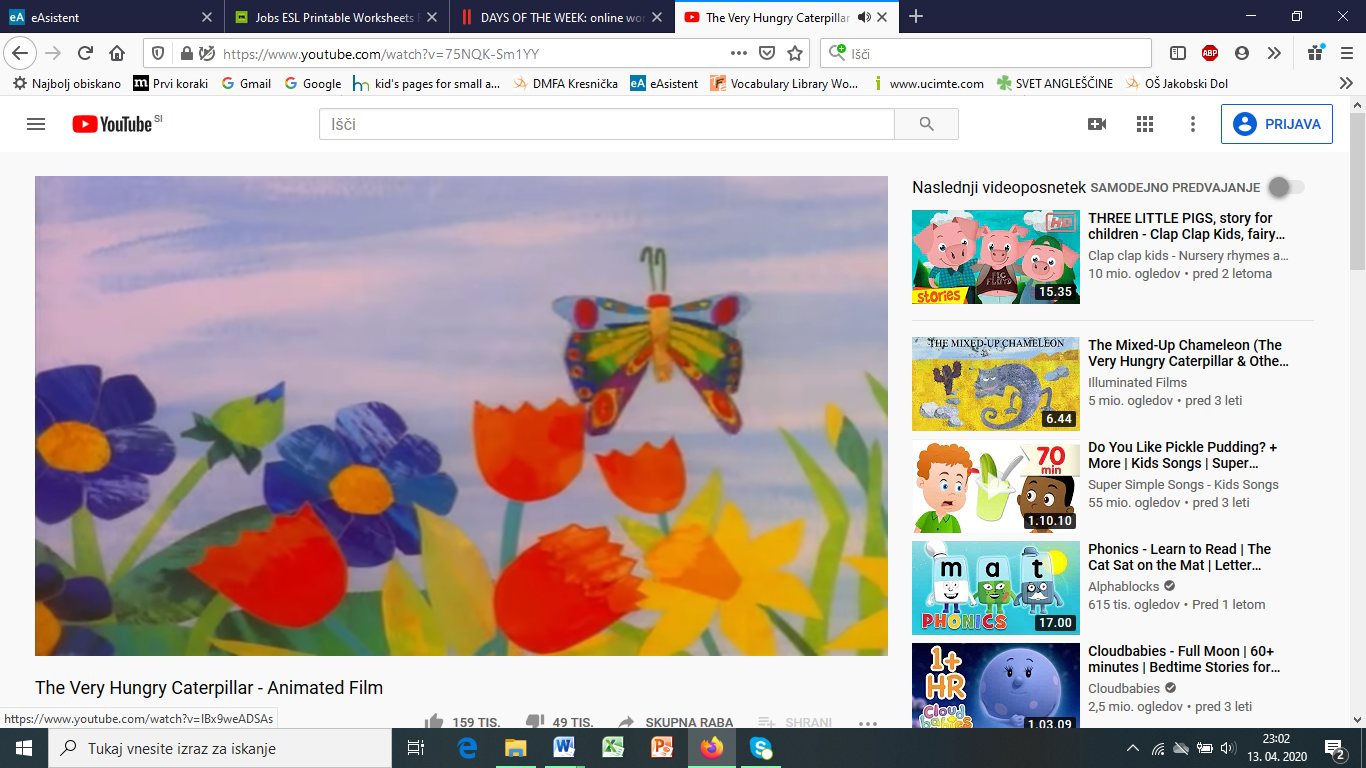 eAsistent
Jobs ESL Printable Worksheets
DAYS OF THE WEEK: online wor
The Very Hungry Caterpillar
https://www.youtube.com/watch?v=75NQK-Sm1YY
Išči
Najbolj obiskano
Prvi koraki
Gmail
Google
kid's pages for small a...
DMFA Kresnička
eAsistent
Vocabulary Library Wo...
www.ucimte.com
SVET ANGLEŠČINE
OŠ Jakobski Dol
YouTube SI
Išči
PRIJAVA
Naslednji videoposnetek SAMODEJNO PREDVAJANJE
HD
PIG FLOYD
stories
15.35
THREE LITTLE PIGS, story for
children - Clap Clap Kids, fairy...
Clap clap kids - Nursery rhymes a...
10 mio. ogledov • pred 2 letoma
THE MIXED-UP CHAMELEON
6.44
The Mixed-Up Chameleon (The
Very Hungry Caterpillar & Othe...
Illuminated Films
5 mio. ogledov • pred 3 leti
70
min
1.10.10
Do You Like Pickle Pudding? +
More | Kids Songs | Super...
Super Simple Songs - Kids Songs
55 mio. ogledov • pred 3 leti
m a t
PHONICS
17.00
Phonics - Learn to Read | The
Cat Sat on the Mat | Letter...
Alphablocks
615 tis. ogledov • Pred 1 letom
1+
HR
Cloud
babies
1.03.09
Cloudbabies - Full Moon | 60+
minutes | Bedtime Stories for...
Cloudbabies
2,5 mio. ogledov • pred 3 leti
The Very Hungry Caterpillar - Animated Film
https://www.youtube.com/watch?v=IBx9weADSAs
159 TIS.
49 TIS.
SKUPNA RABA
SHRANI
Tukaj vnesite izraz za iskanje
23:02
13. 04. 2020
2